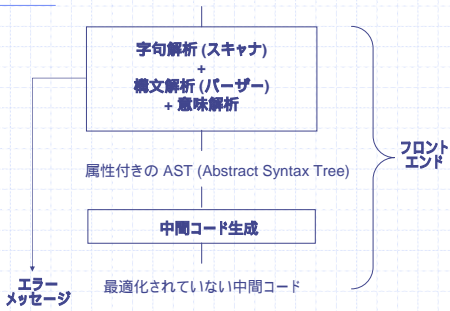 字句解析 (スキャナ)
+
構文解析 (パーザー)
+ 意味解析
属性付きの AST (Abstract Syntax Tree)
フロント
エンド
中間コード生成
エラー
メッセージ
最適化されていない中間コード